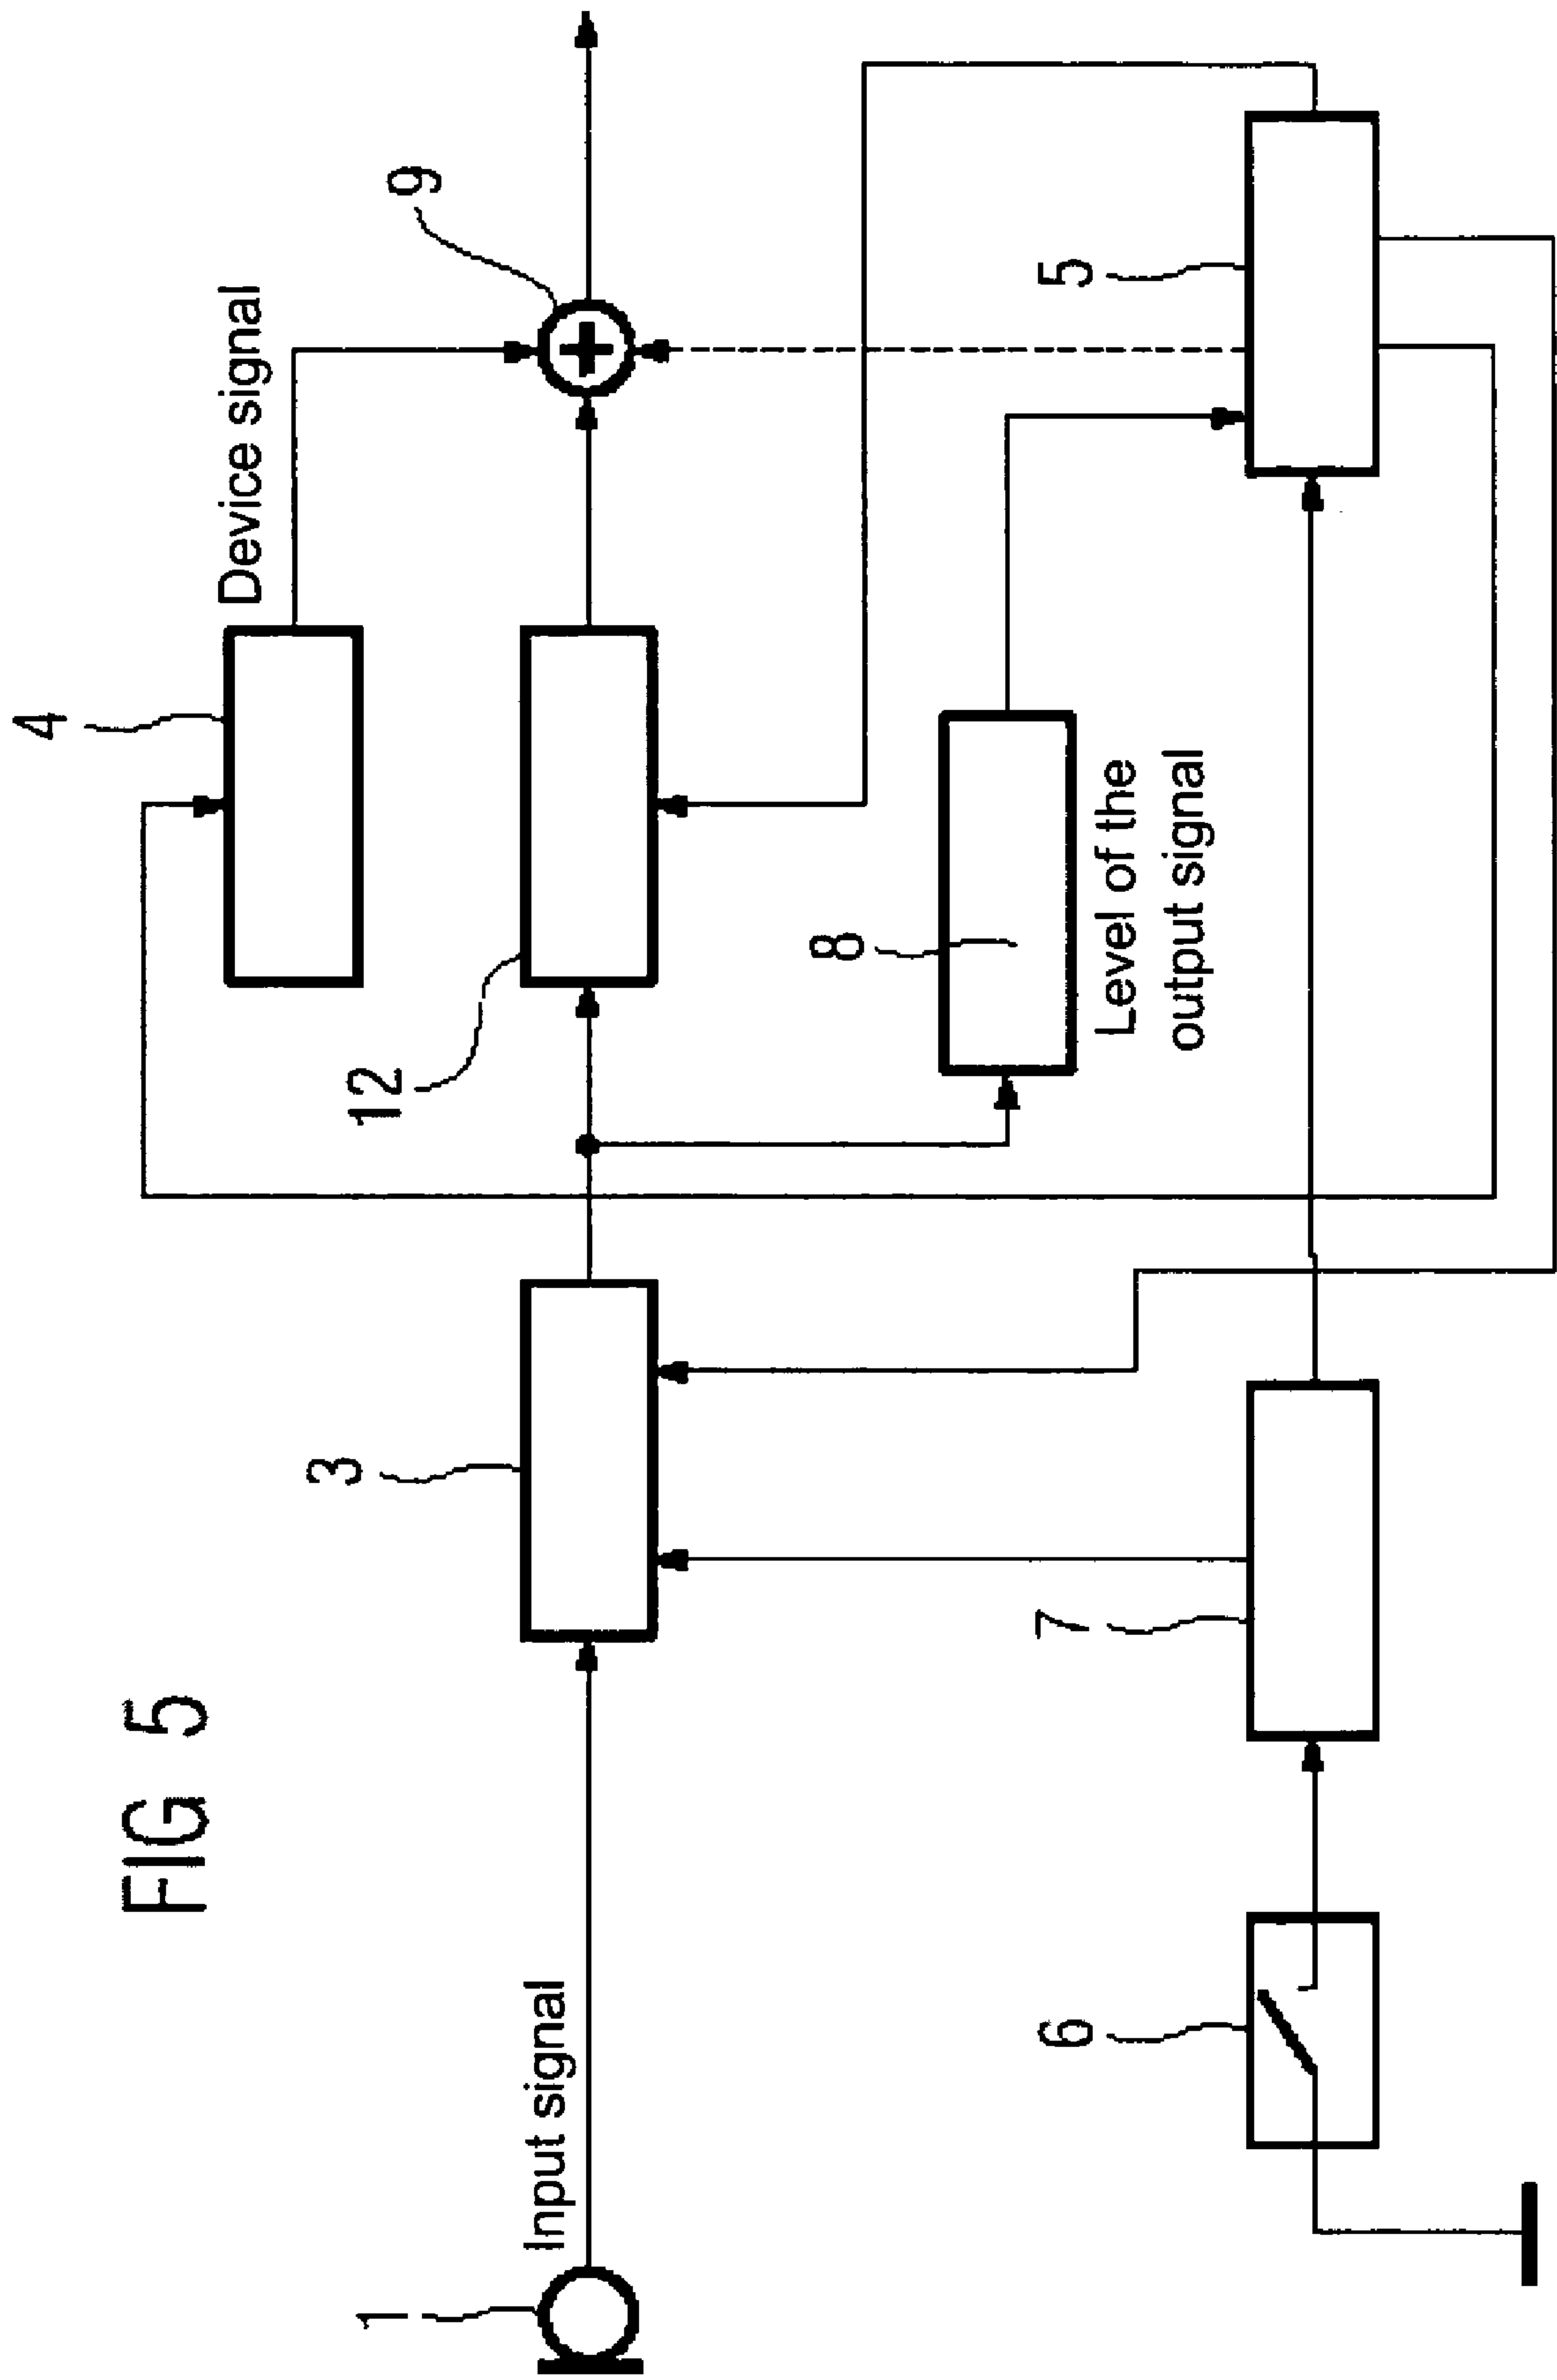 FIG 5
4
Device signal
9
12
3
Input signal
1
8
Level of the
output signal
5
7
6